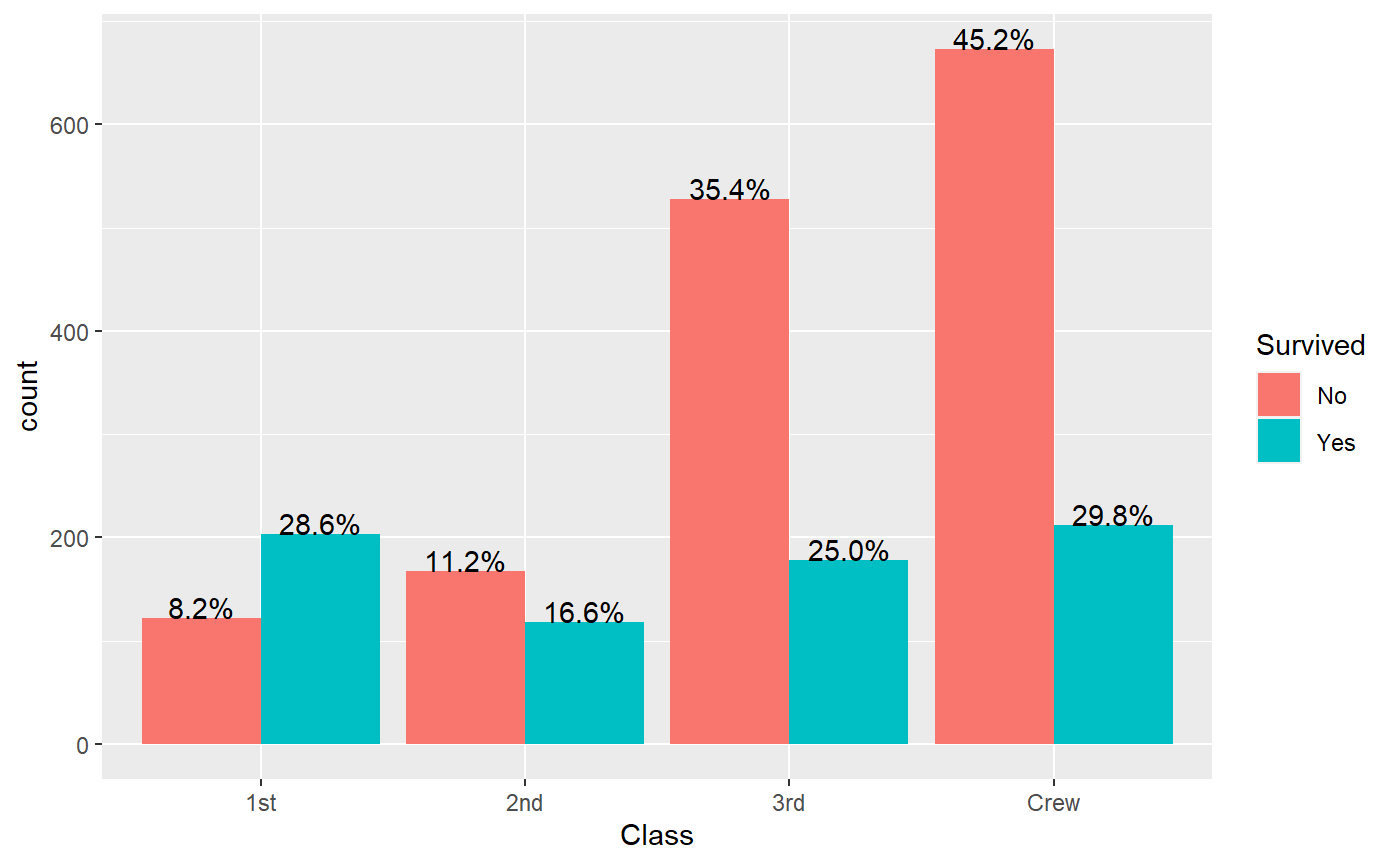 45.2%
600
35.4%
400
Survived
count
No
Yes
200
28.6%
29.8%
11.2%
25.0%
8.2%
16.6%
0
1st 2nd 3rd Crew
Class